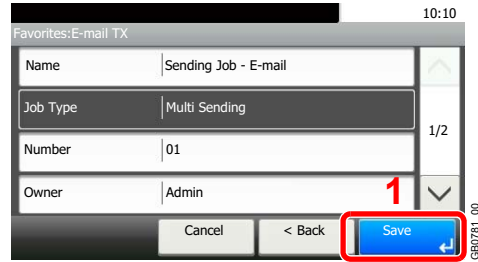 10:10
Favorites:E-mail TX
Name Sending Job - E-mail
Job Type Multi Sending
1/2
Number 01
Owner Admin
1
Cancel < Back Save
GB0781_00